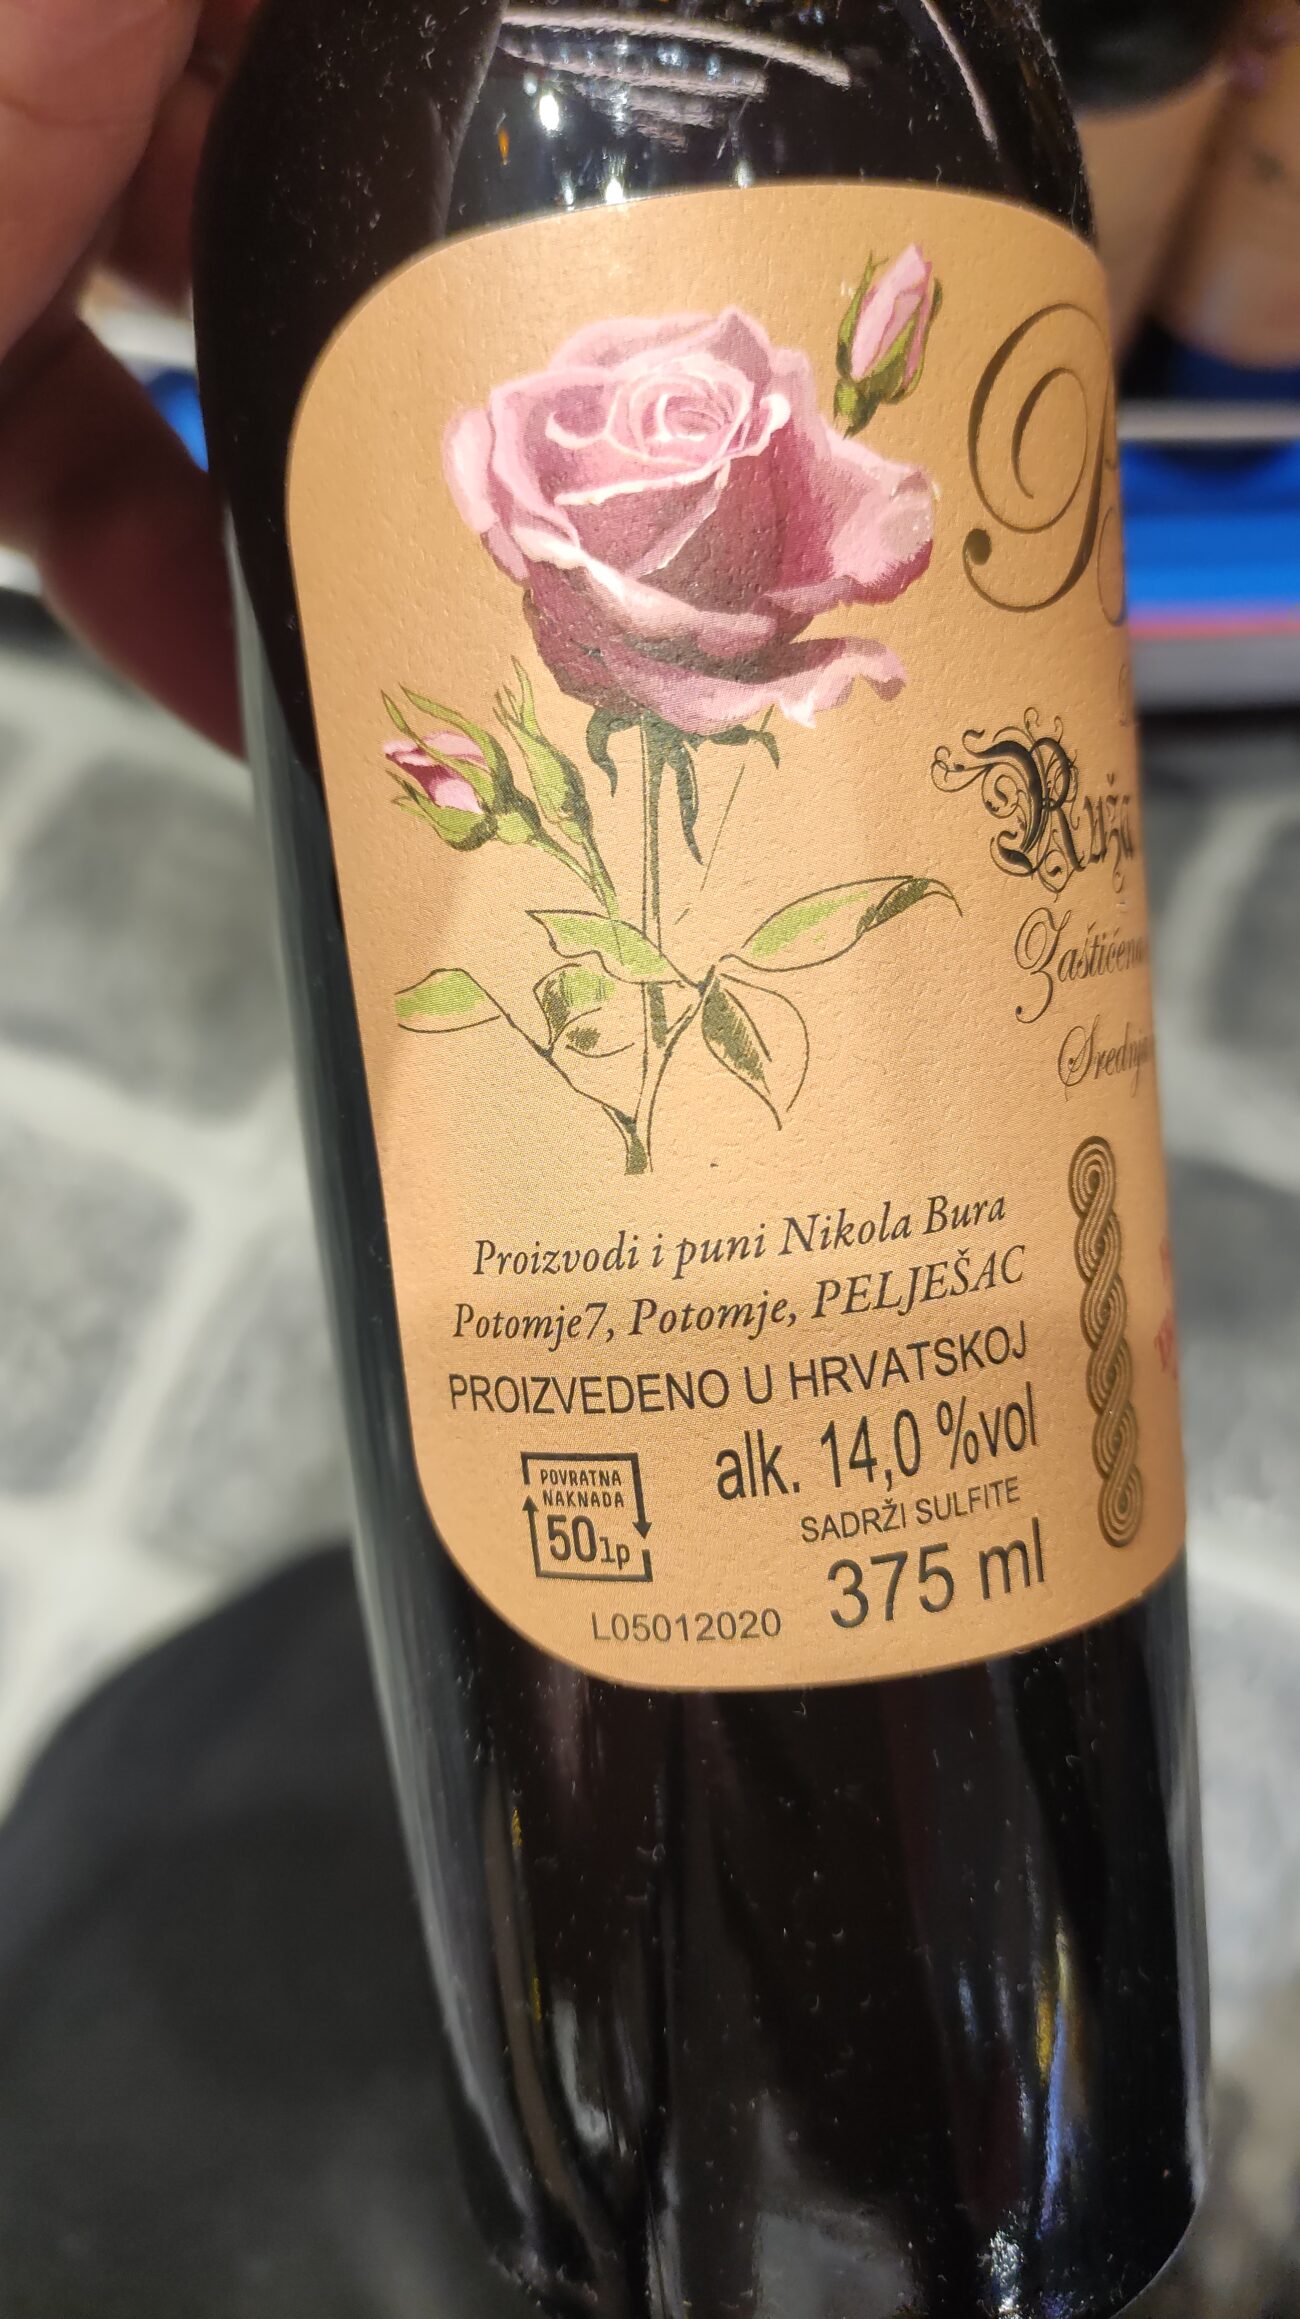 Ruža
Zaštićena
Proizvodi i puni Nikola Bura
Potomje7, Potomje, PELJEŠAC
PROIZVEDENO U HRVATSKOJ
alk. 14,0 %vol
POVRATNA
NAKNADA
50lp
SADRŽI SULFITE
375 ml
L05012020